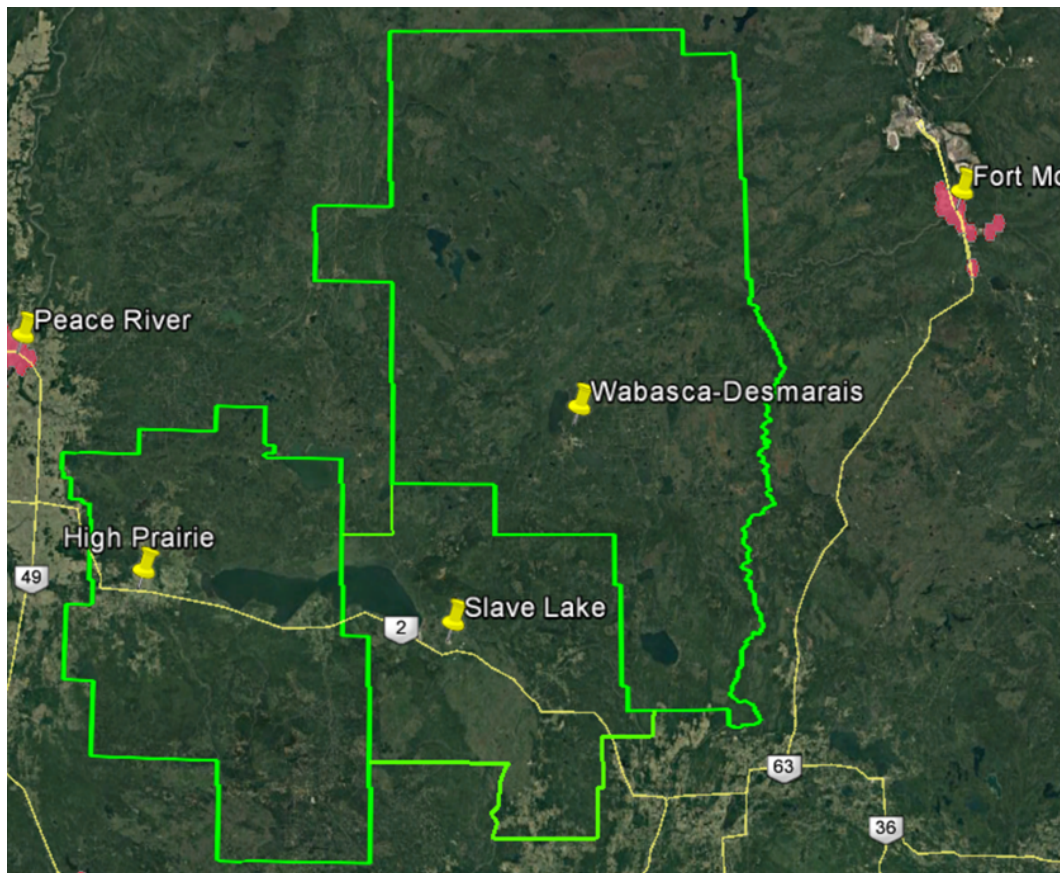 Fort Mc
Peace River
Wabasca-Desmarais
High Prairie
49
Slave Lake
2
63
36